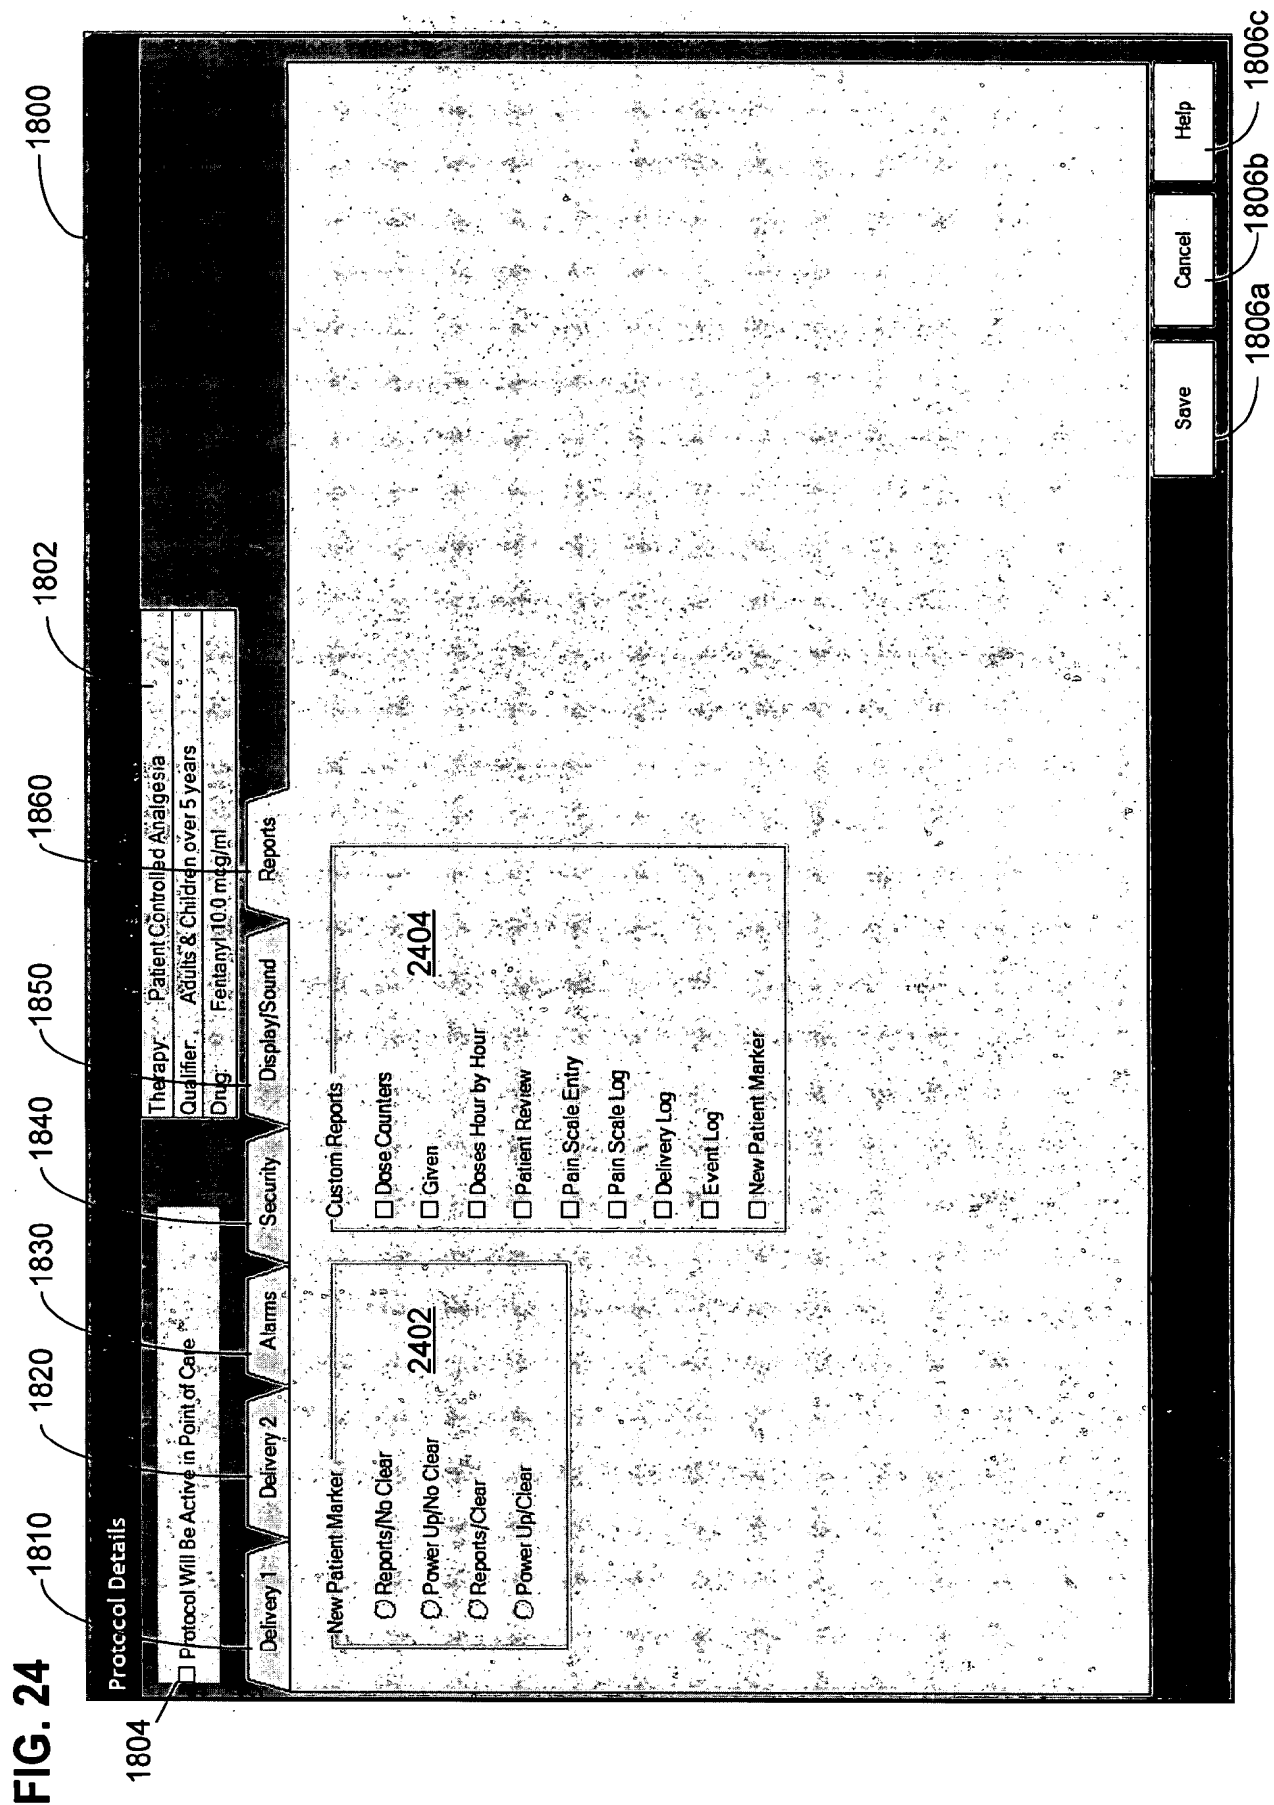 FIG. 24
1800
1802
1804
1810
1820
1830
1840
1850
1860
Protocol Details
Protocol Will Be Active in Point of Care
Therapy: Patient Controlled Analgesia
Qualifier: Adults & Children over 5 years
Drug: Fentanyl 10.0 mcg/ml
Delivery 1
Delivery 2
Alarms
Security
Display/Sound
Reports
New Patient Marker
Reports/No Clear
Power Up/No Clear
Reports/Clear
Power Up/Clear
2402
Custom Reports
Dose Counters
Given
Doses Hour by Hour
Patient Review
Pain Scale Entry
Pain Scale Log
Delivery Log
Event Log
New Patient Marker
2404
Save
Cancel
Help
1806a
1806b
1806c